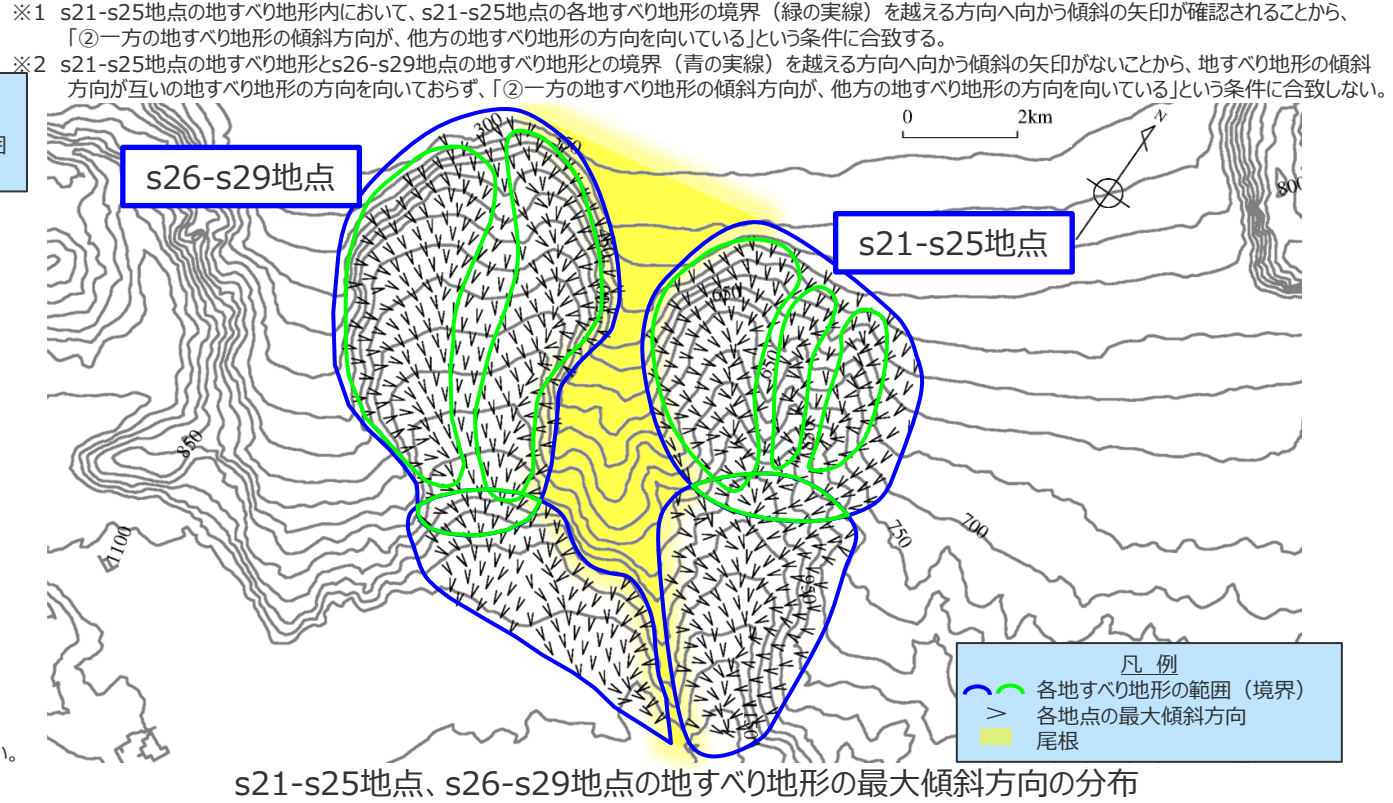 ※1 s21-s25地点の地すべり地形内において、s21-s25地点の各地すべり地形の境界（緑の実線）を越える方向へ向かう傾斜の矢印が確認されることから、
「②一方の地すべり地形の傾斜方向が、他方の地すべり地形の方向を向いている」という条件に合致する。
※2 s21-s25地点の地すべり地形とs26-s29地点の地すべり地形との境界（青の実線）を越える方向へ向かう傾斜の矢印がないことから、地すべり地形の傾斜
方向が互いの地すべり地形の方向を向いておらず、「②一方の地すべり地形の傾斜方向が、他方の地すべり地形の方向を向いている」という条件に合致しない。
0 2km
N
300
s26-s29地点
800
s21-s25地点
650
850
1100
750
700
凡 例
各地すべり地形の範囲（境界）
> 各地点の最大傾斜方向
尾根
い。
s21-s25地点、s26-s29地点の地すべり地形の最大傾斜方向の分布